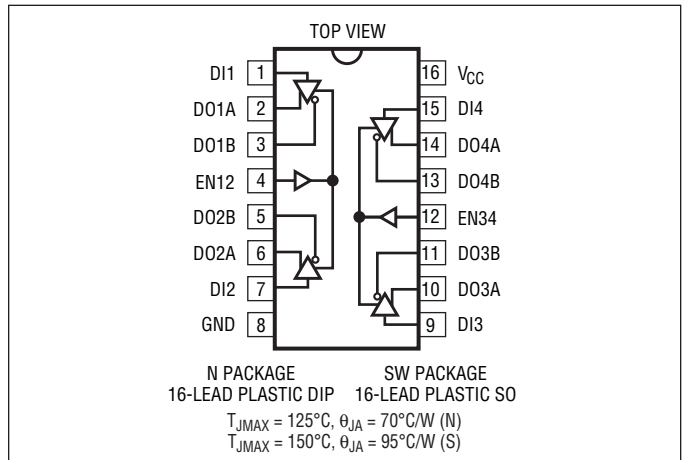 TOP VIEW
DI1 1
DO1A 2
DO1B 3
EN12 4
DO2B 5
DO2A 6
DI2 7
GND 8
16 VCC
15 DI4
14 DO4A
13 DO4B
12 EN34
11 DO3B
10 DO3A
9 DI3
N PACKAGE
16-LEAD PLASTIC DIP
SW PACKAGE
16-LEAD PLASTIC SO
TJMAX = 125°C, θJA = 70°C/W (N)
TJMAX = 150°C, θJA = 95°C/W (S)